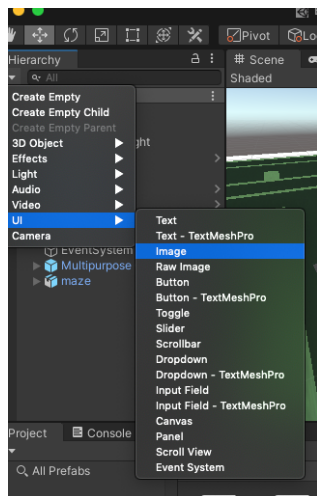 Pivot
Hierarchy
Scene
All
Shaded
Create Empty
Create Empty Child
Create Empty Parent
3D Object
ght
Effects
Light
Audio
Video
UI
Camera
Text
Text - TextMeshPro
Image
Raw Image
Button
Button - TextMeshPro
Toggle
Slider
Scrollbar
Dropdown
Dropdown - TextMeshPro
Input Field
Input Field - TextMeshPro
Canvas
Panel
Scroll View
Event System
EventSystem
Multipurpose
maze
Project
Console
All Prefabs